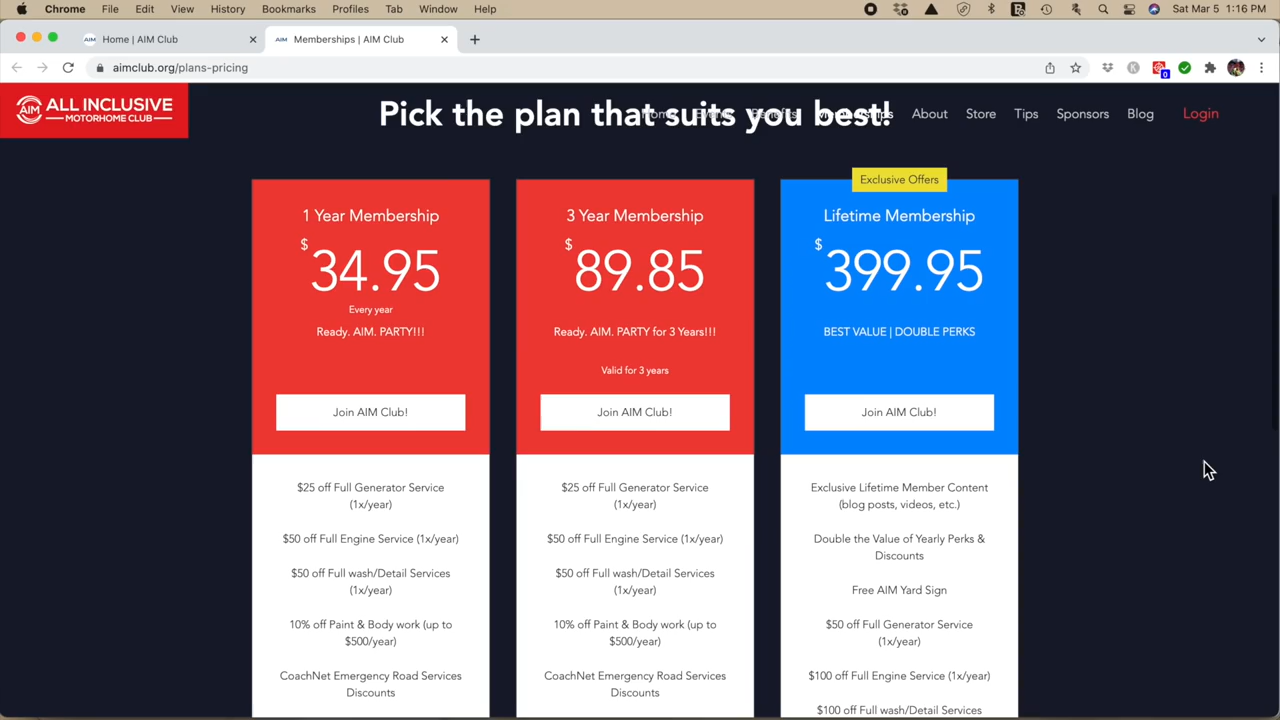 Chrome File Edit View History Bookmarks Profiles Tab Window Help Sat Mar 5 1:16 PM
Home | AIM Club
Memberships | AIM Club
aimclub.org/plans-pricing
0
AIM ALL INCLUSIVE
MOTORHOME CLUB
Pick the plan that suits you best!
Home Events Benefits Memberships About Store Tips Sponsors Blog Login
1 Year Membership
$34.95
Every year
Ready. AIM. PARTY!!!
Join AIM Club!
$25 off Full Generator Service
(1x/year)
$50 off Full Engine Service (1x/year)
$50 off Full wash/Detail Services
(1x/year)
10% off Paint & Body work (up to
$500/year)
CoachNet Emergency Road Services
Discounts
3 Year Membership
$89.85
Ready. AIM. PARTY for 3 Years!!!
Valid for 3 years
Join AIM Club!
$25 off Full Generator Service
(1x/year)
$50 off Full Engine Service (1x/year)
$50 off Full wash/Detail Services
(1x/year)
10% off Paint & Body work (up to
$500/year)
CoachNet Emergency Road Services
Discounts
Exclusive Offers
Lifetime Membership
$399.95
BEST VALUE | DOUBLE PERKS
Join AIM Club!
Exclusive Lifetime Member Content
(blog posts, videos, etc.)
Double the Value of Yearly Perks &
Discounts
Free AIM Yard Sign
$50 off Full Generator Service
(1x/year)
$100 off Full Engine Service (1x/year)
$100 off Full wash/Detail Services